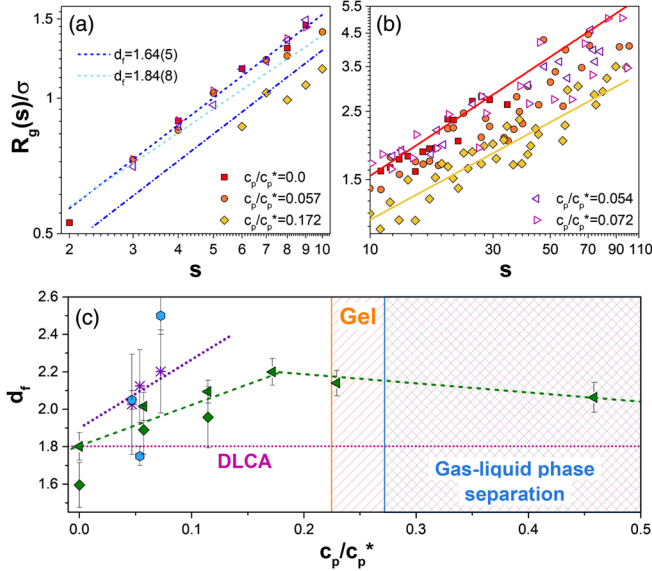 (a)
1.5
1
0.5
R_g(s)/σ
d_f=1.64(5)
d_f=1.84(8)
c_p/c_p*=0.0
c_p/c_p*=0.057
c_p/c_p*=0.172
2 3 4 5 6 7 8 9 10
s
(b)
5.5
4.5
3.5
2.5
1.5
c_p/c_p*=0.054
c_p/c_p*=0.072
10 30 50 70 90 110
s
(c)
2.6
2.4
2.2
2.0
1.8
1.6
d_f
Gel
DLCA
Gas-liquid phase
separation
0.0 0.1 0.2 0.3 0.4 0.5
c_p/c_p*